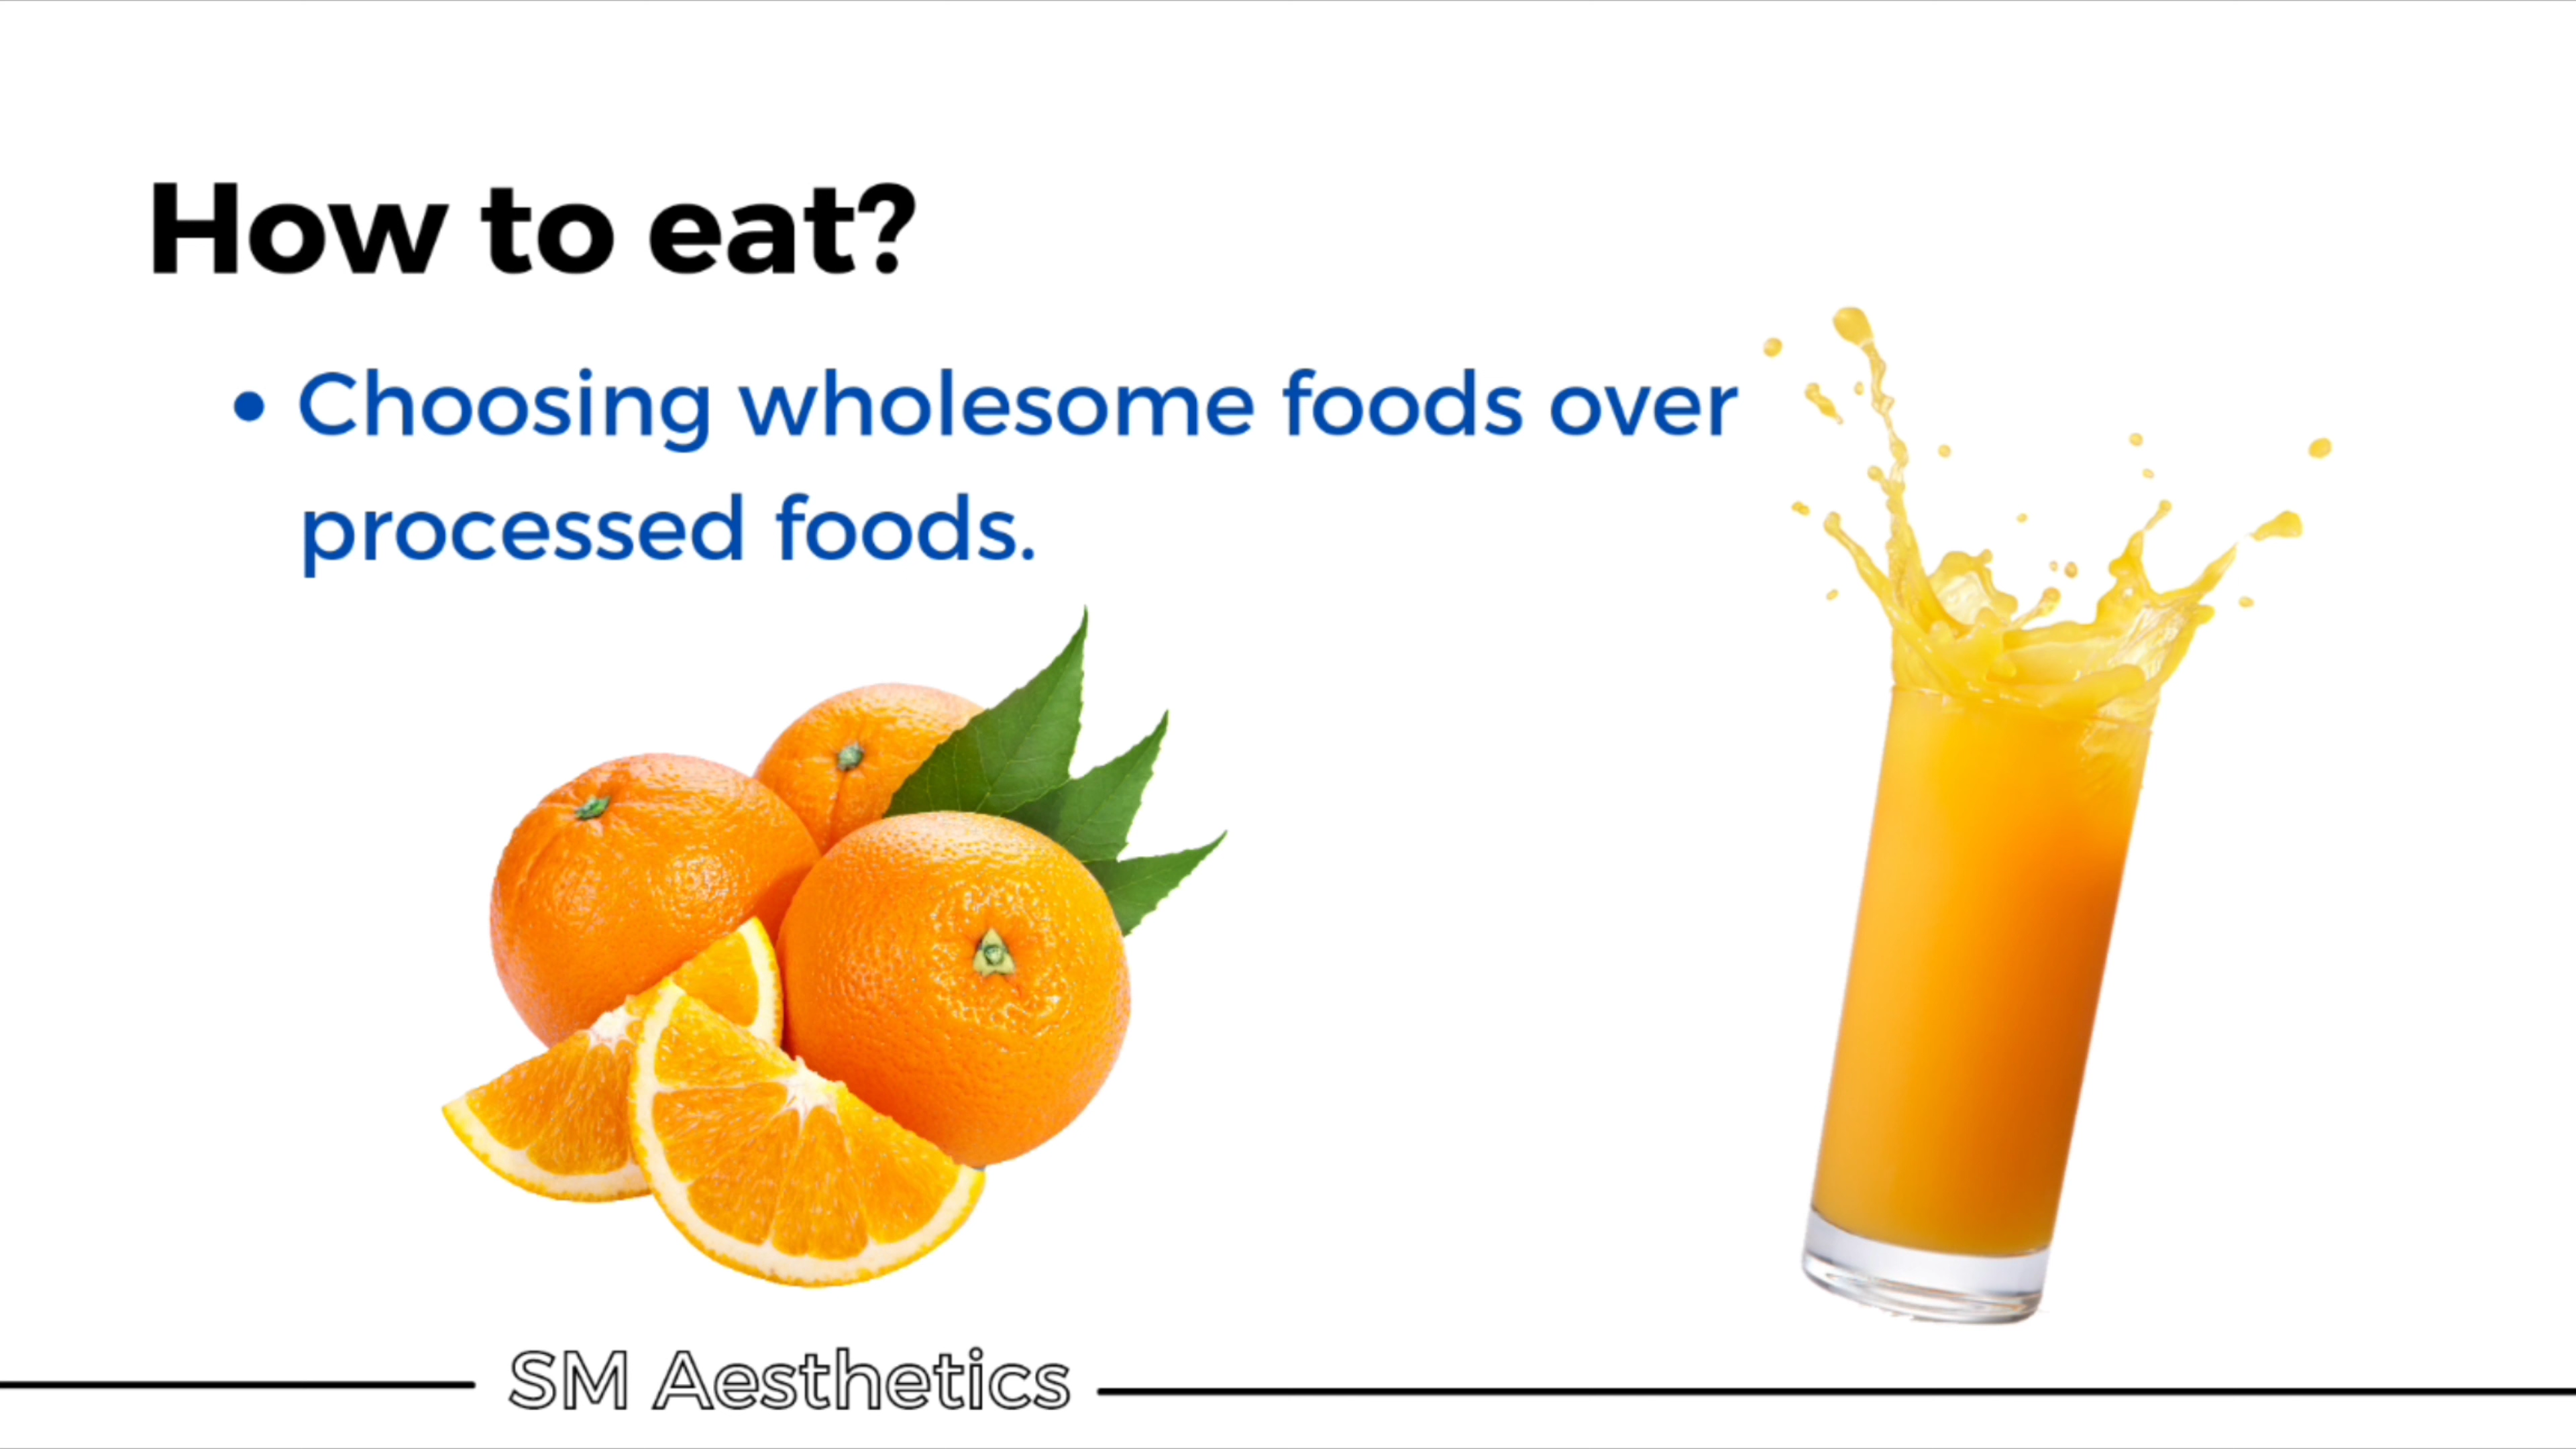 How to eat?
• Choosing wholesome foods over
processed foods.
SM Aesthetics